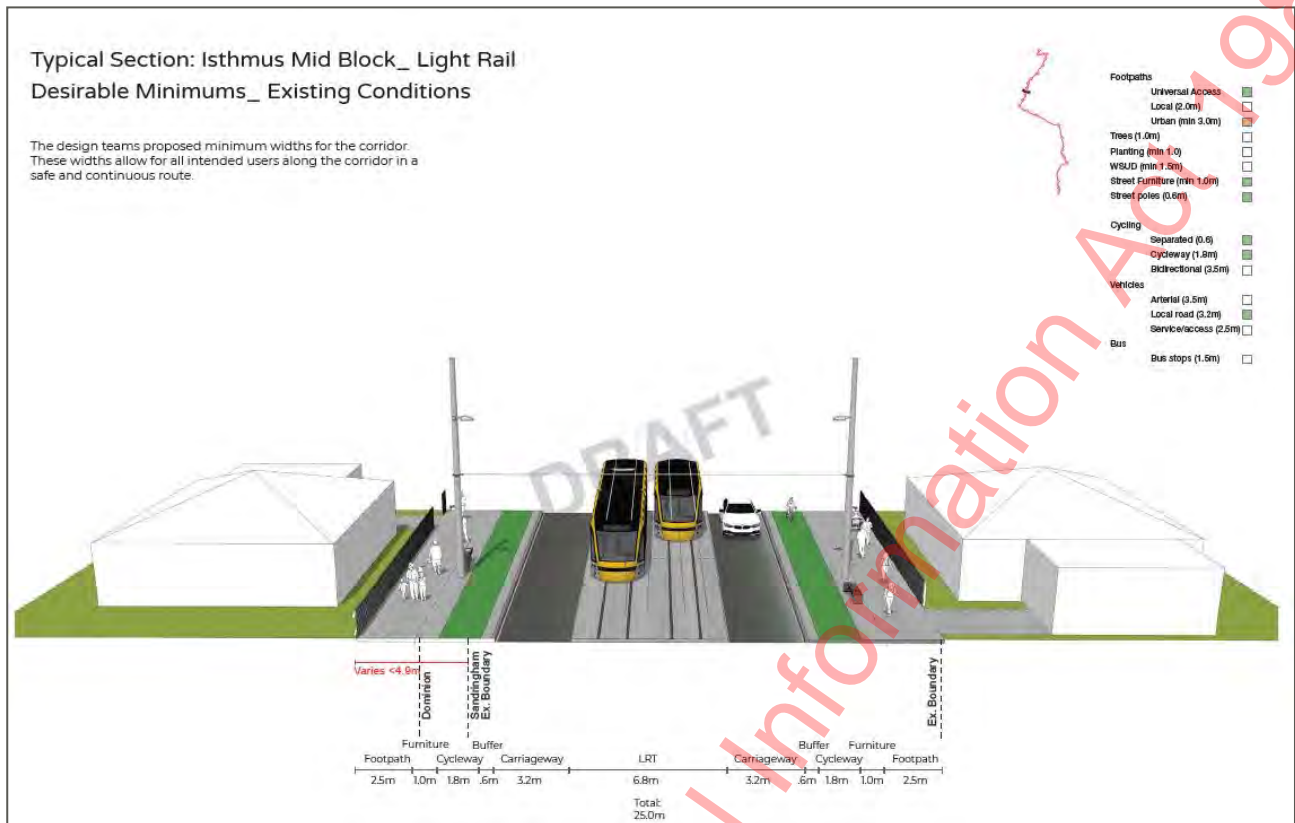 Typical Section: Isthmus Mid Block_ Light Rail
Desirable Minimums_ Existing Conditions
The design teams proposed minimum widths for the corridor.
These widths allow for all intended users along the corridor in a
safe and continuous route.
Footpaths
Universal Access
Local (2.0m)
Urban (min 3.0m)
Trees (1.0m)
Planting (min 1.0)
WSUD (min 1.5m)
Street Furniture (min 1.0m)
Street poles (0.6m)
Cycling
Separated (0.6)
Cycleway (1.8m)
Bidirectional (3.5m)
Vehicles
Arterial (3.5m)
Local road (3.2m)
Service/access (2.5m)
Bus
Bus stops (1.5m)
DRAFT
Information Act 198
Varies <4.9m
Dominion
Sandringham
Ex. Boundary
Ex. Boundary
Furniture Buffer Buffer Furniture
Footpath Cycleway Carriageway LRT Carriageway Cycleway Footpath
2.5m 1.0m 1.8m .6m 3.2m 6.8m 3.2m .6m 1.8m 1.0m 2.5m
Total:
25.0m